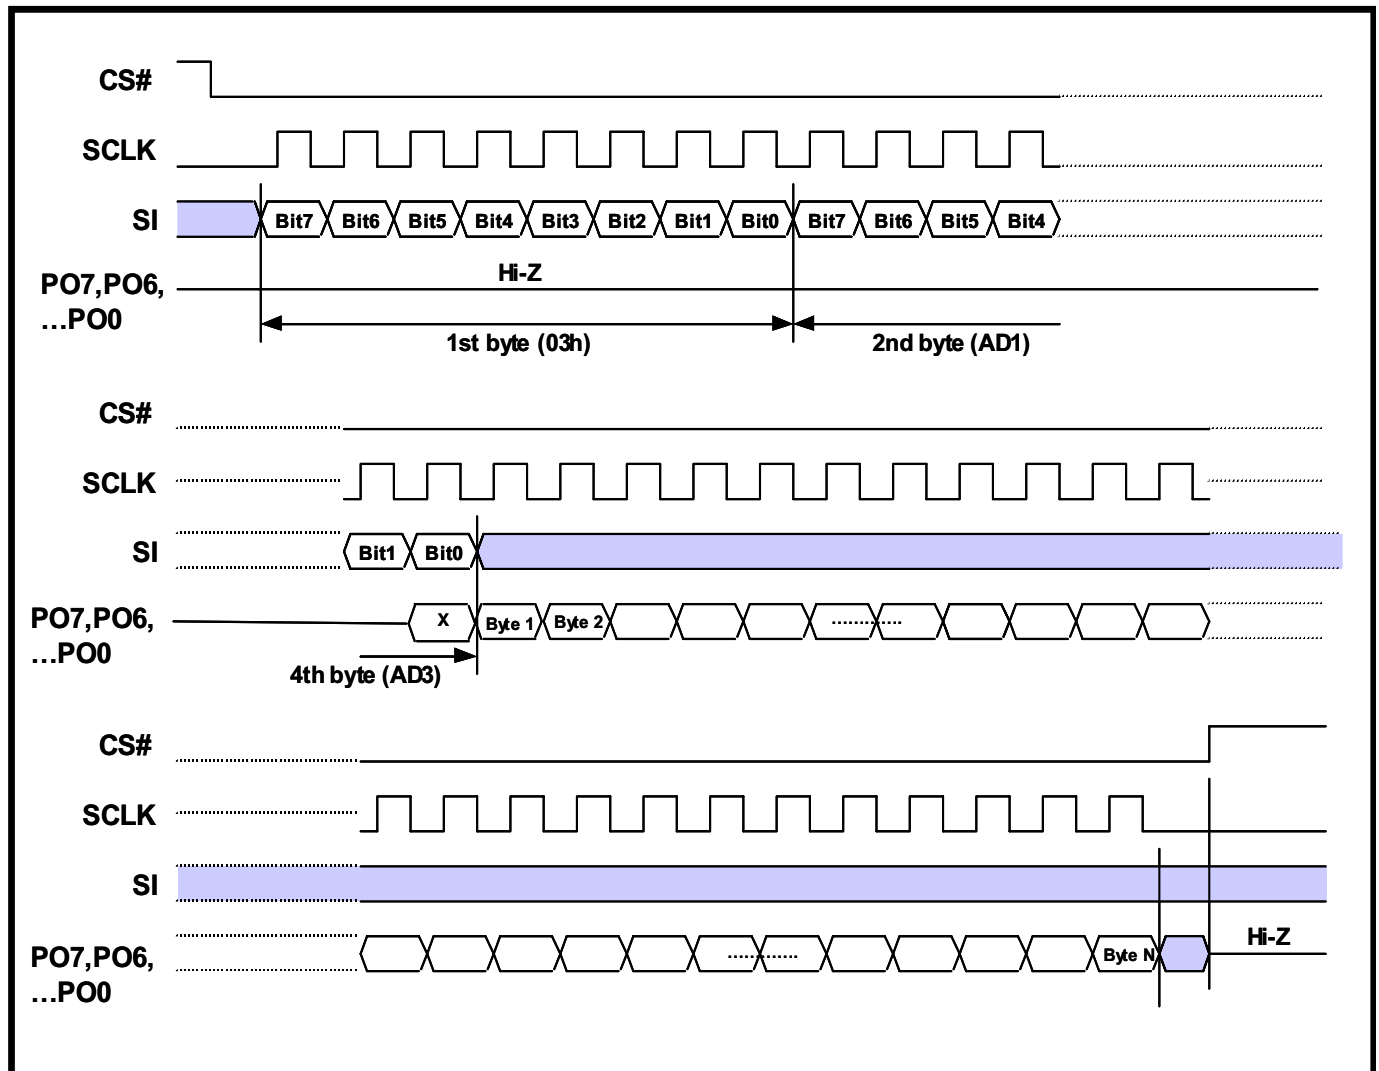 CS#
SCLK
SI Bit7 Bit6 Bit5 Bit4 Bit3 Bit2 Bit1 Bit0 Bit7 Bit6 Bit5 Bit4
Hi-Z
PO7,PO6,
...PO0
1st byte (03h) 2nd byte (AD1)
CS#
SCLK
SI Bit1 Bit0
PO7,PO6, X Byte 1 Byte 2 ............
...PO0
4th byte (AD3)
CS#
SCLK
SI
Hi-Z
PO7,PO6, ............ Byte N
...PO0